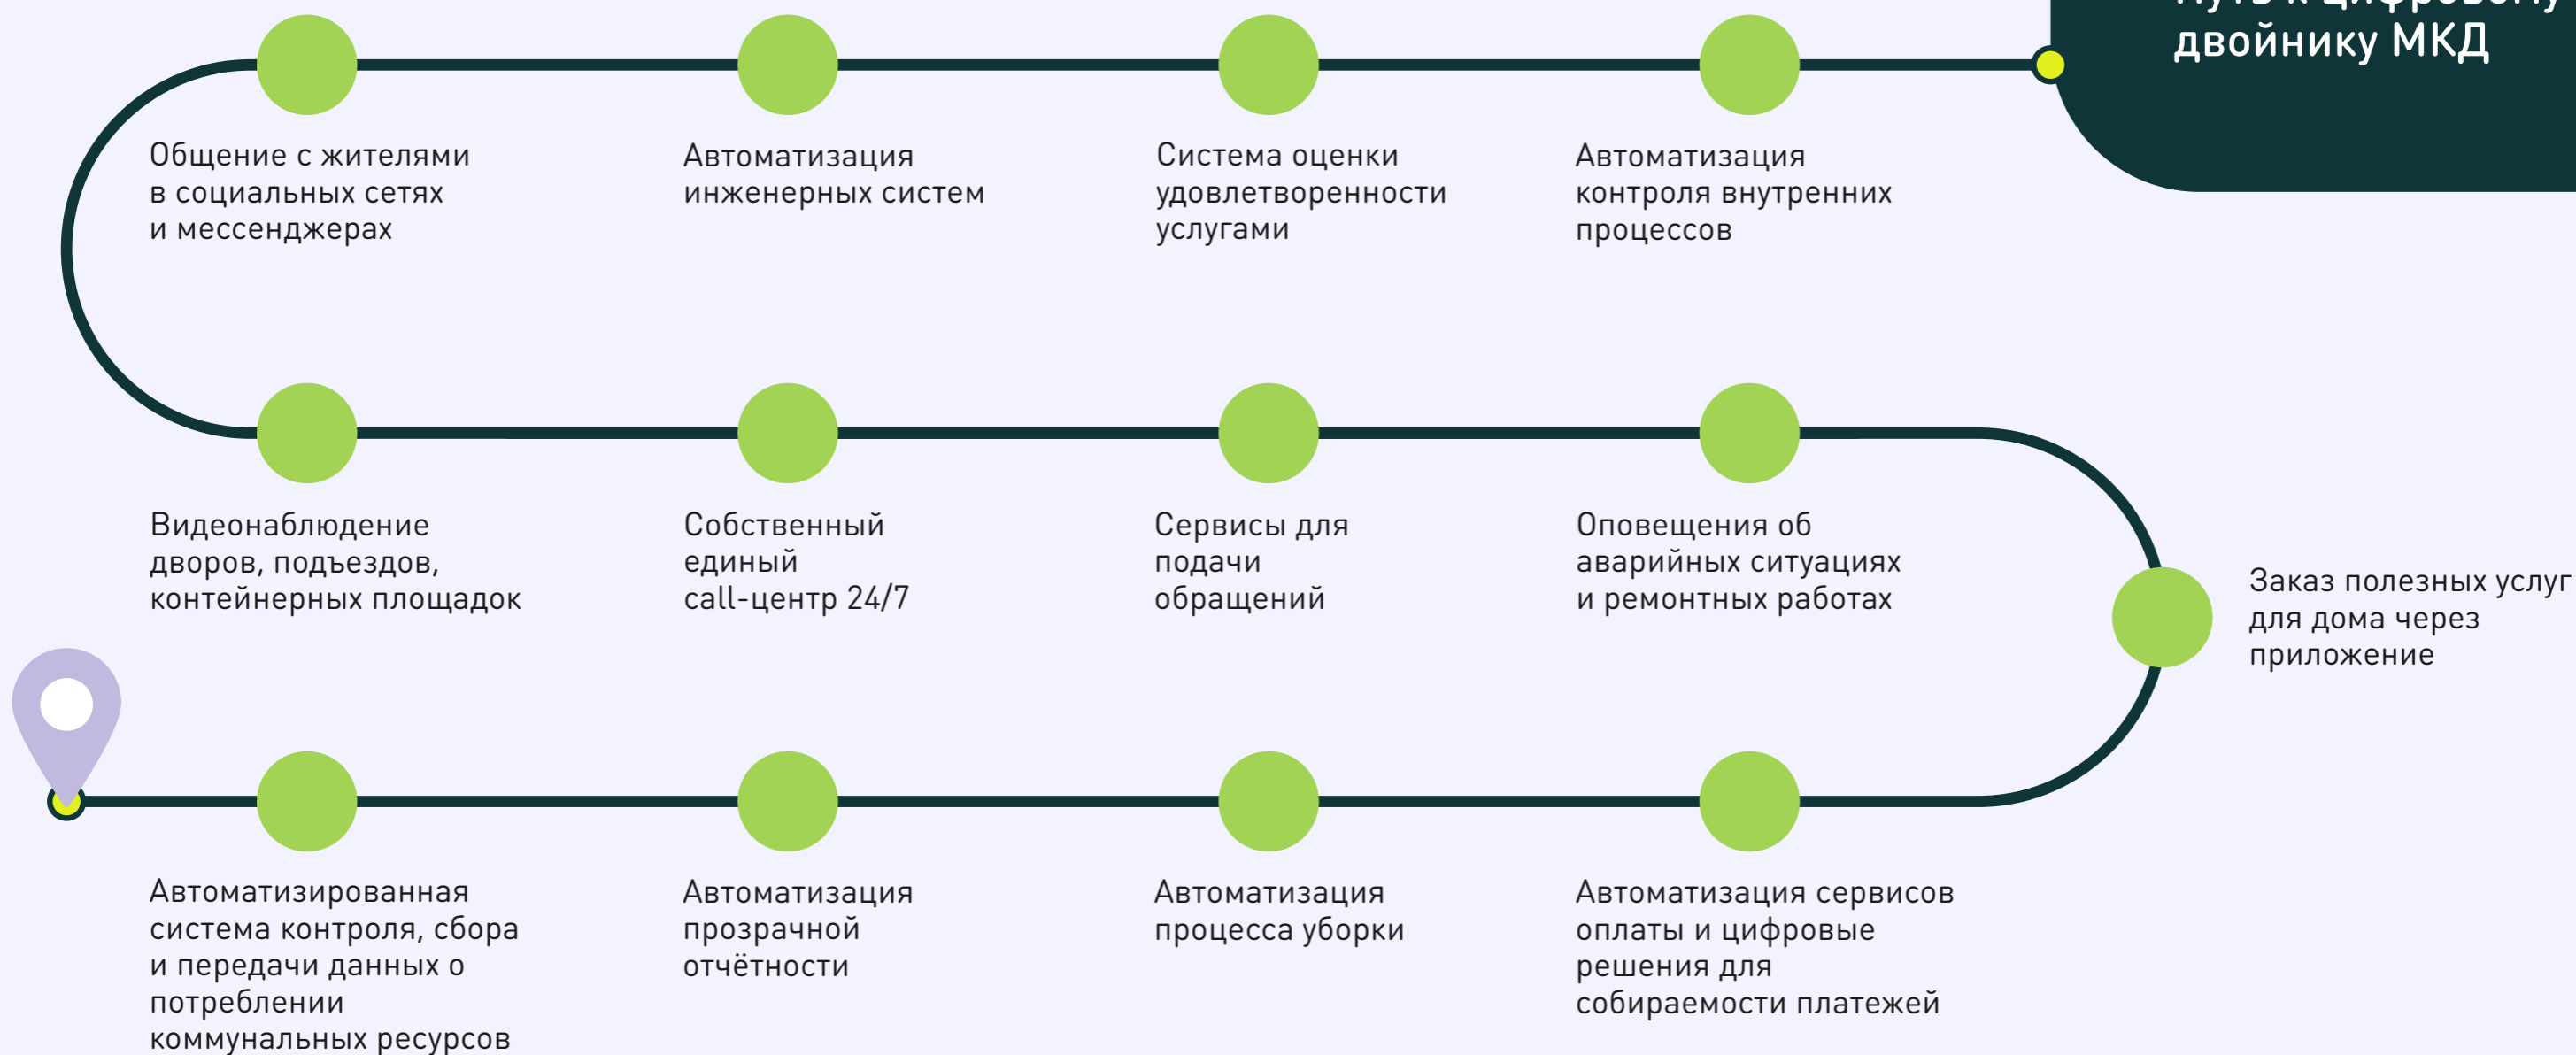 Путь к цифровому
двойнику МКД
Общение с жителями
в социальных сетях
и мессенджерах
Автоматизация
инженерных систем
Система оценки
удовлетворенности
услугами
Автоматизация
контроля внутренних
процессов
Видеонаблюдение
дворов, подъездов,
контейнерных площадок
Собственный
единый
call-центр 24/7
Сервисы для
подачи
обращений
Оповещения об
аварийных ситуациях
и ремонтных работах
Заказ полезных услуг
для дома через
приложение
Автоматизированная
система контроля, сбора
и передачи данных о
потреблении
коммунальных ресурсов
Автоматизация
прозрачной
отчётности
Автоматизация
процесса уборки
Автоматизация сервисов
оплаты и цифровые
решения для
собираемости платежей